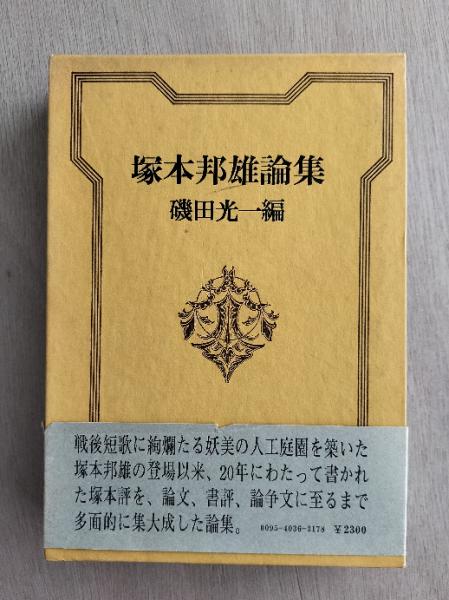 塚本邦雄論集
磯田光一編
戦後短歌に絢爛たる妖美の人工庭園を築いた
塚本邦雄の登場以来、20年にわたって書かれ
た塚本評を、論文、書評、論争文に至るまで
多面的に集大成した論集。 0095-4036-3178 ￥2300